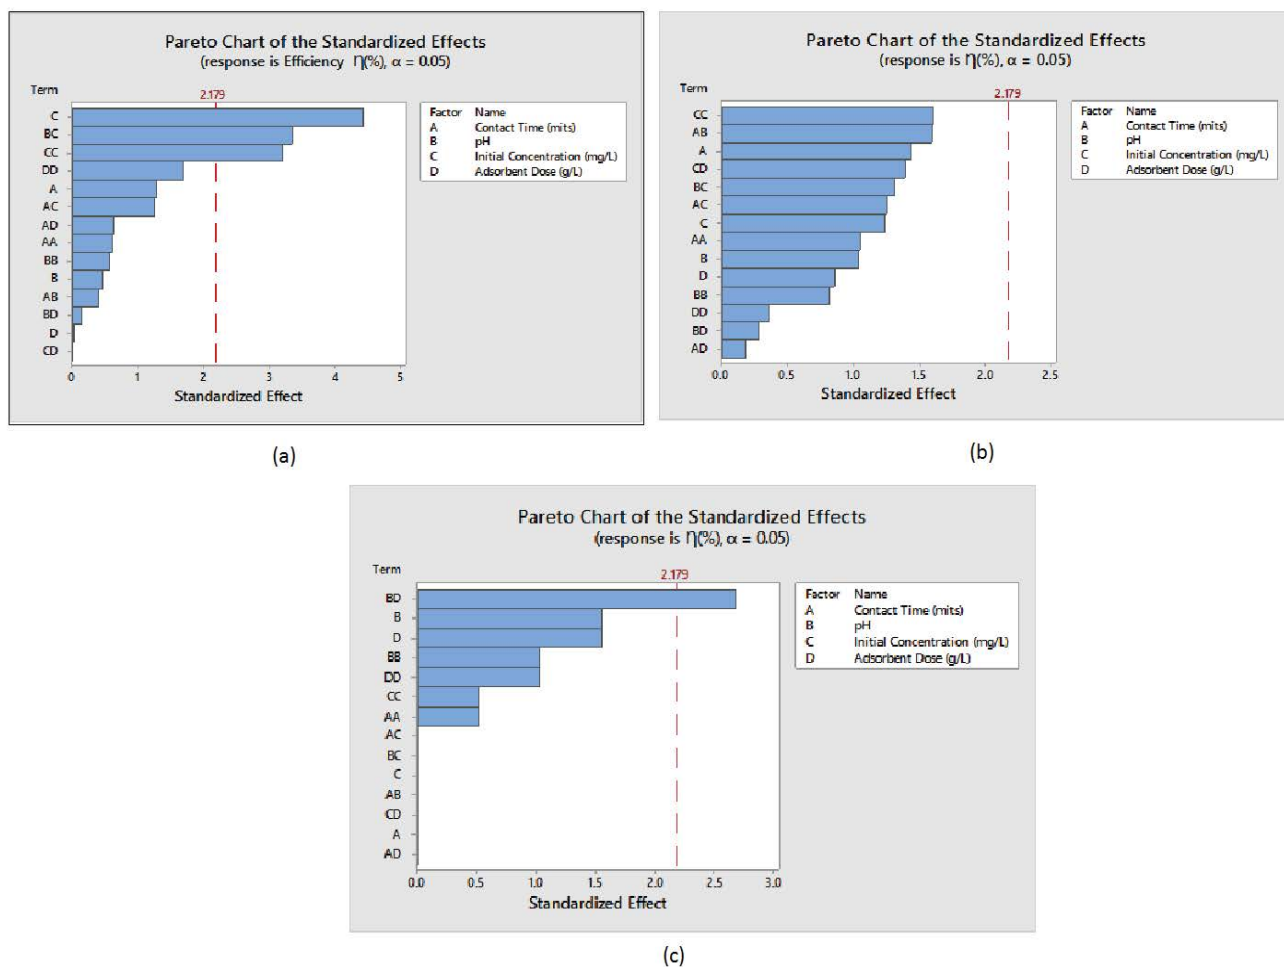 Pareto Chart of the Standardized Effects
(response is Efficiency η(%), α = 0.05)
Term
2.179
C
BC
CC
DD
A
AC
AD
AA
BB
B
AB
BD
D
CD
0 1 2 3 4 5
Standardized Effect
Factor Name
A Contact Time (mits)
B pH
C Initial Concentration (mg/L)
D Adsorbent Dose (g/L)
(a)
Pareto Chart of the Standardized Effects
(response is η(%), α = 0.05)
Term
2.179
CC
AB
A
CD
BC
AC
C
AA
B
D
BB
DD
BD
AD
0.0 0.5 1.0 1.5 2.0 2.5
Standardized Effect
Factor Name
A Contact Time (mits)
B pH
C Initial Concentration (mg/L)
D Adsorbent Dose (g/L)
(b)
Pareto Chart of the Standardized Effects
(response is η(%), α = 0.05)
Term
2.179
BD
B
D
BB
DD
CC
AA
AC
BC
C
AB
CD
A
AD
0.0 0.5 1.0 1.5 2.0 2.5 3.0
Standardized Effect
Factor Name
A Contact Time (mits)
B pH
C Initial Concentration (mg/L)
D Adsorbent Dose (g/L)
(c)